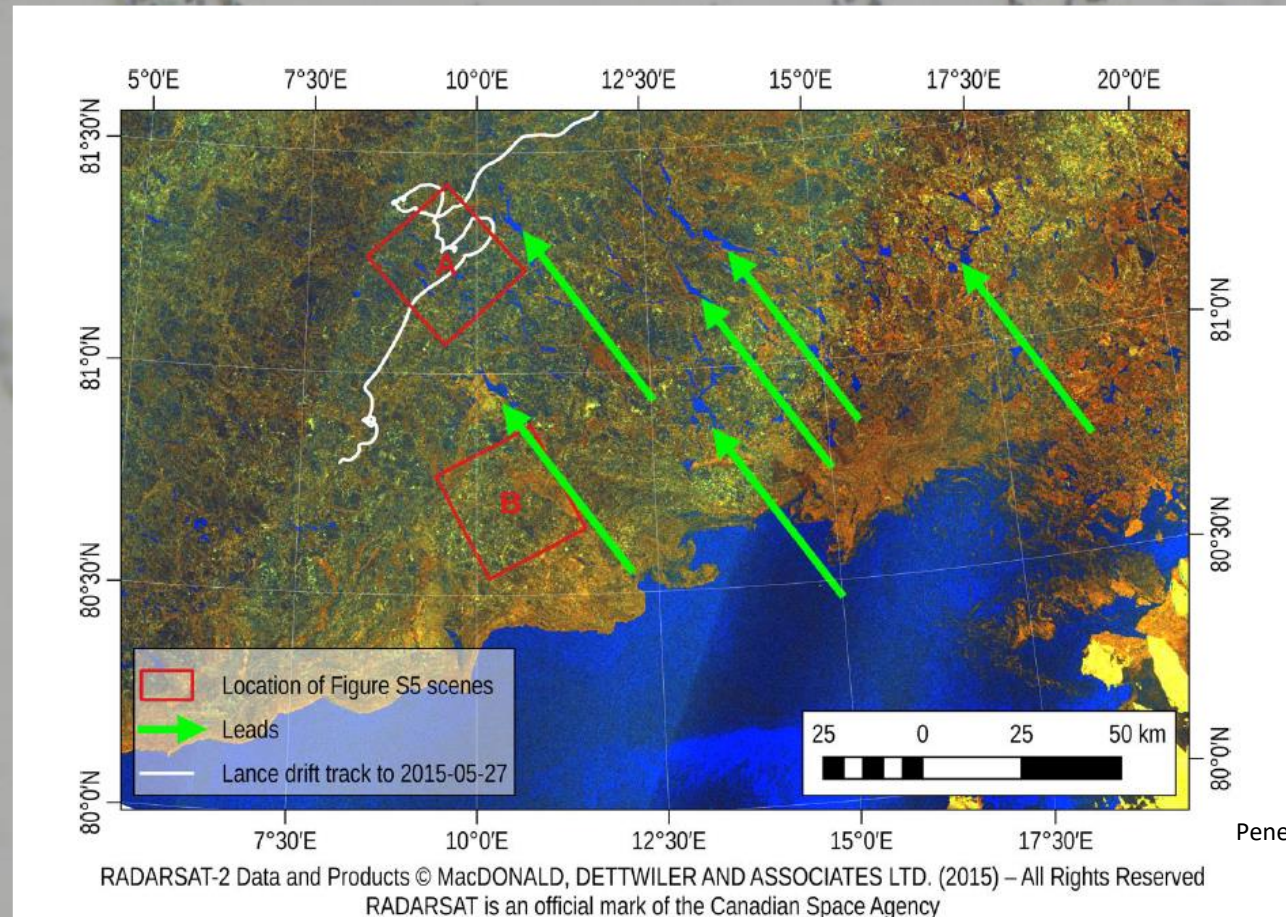 5°0'E 7°30'E 10°0'E 12°30'E 15°0'E 17°30'E 20°0'E
81°30'N
81°0'N
80°30'N
80°0'N
81°0'N
80°30'N
80°0'N
A
B
Location of Figure S5 scenes
Leads
Lance drift track to 2015-05-27
25 0 25 50 km
7°30'E 10°0'E 12°30'E 15°0'E 17°30'E
Pene
RADARSAT-2 Data and Products © MacDONALD, DETTWILER AND ASSOCIATES LTD. (2015) – All Rights Reserved
RADARSAT is an official mark of the Canadian Space Agency